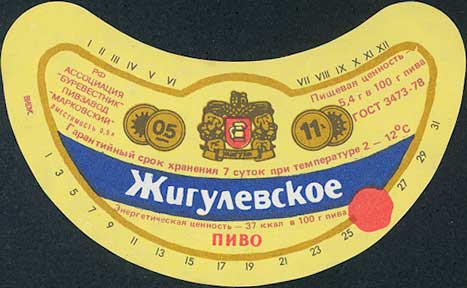 I II III IV V VI
VII VIII IX X XI XII
РФ
АССОЦИАЦИЯ
"БУРЕВЕСТНИК"
ПИВЗАВОД
"МАРКОВСКИЙ"
вместимость 0,5 л
05
11
Пищевая ценность —
5,4 г в 100 г пива
ГОСТ 3473-78
Гарантийный срок хранения 7 суток при температуре 2 — 12°С
Жигулевское
Энергетическая ценность — 37 ккал в 100 г пива
ПИВО
1 3 5 7 9 11 13 15 17 19 21 23 25 27 29 31